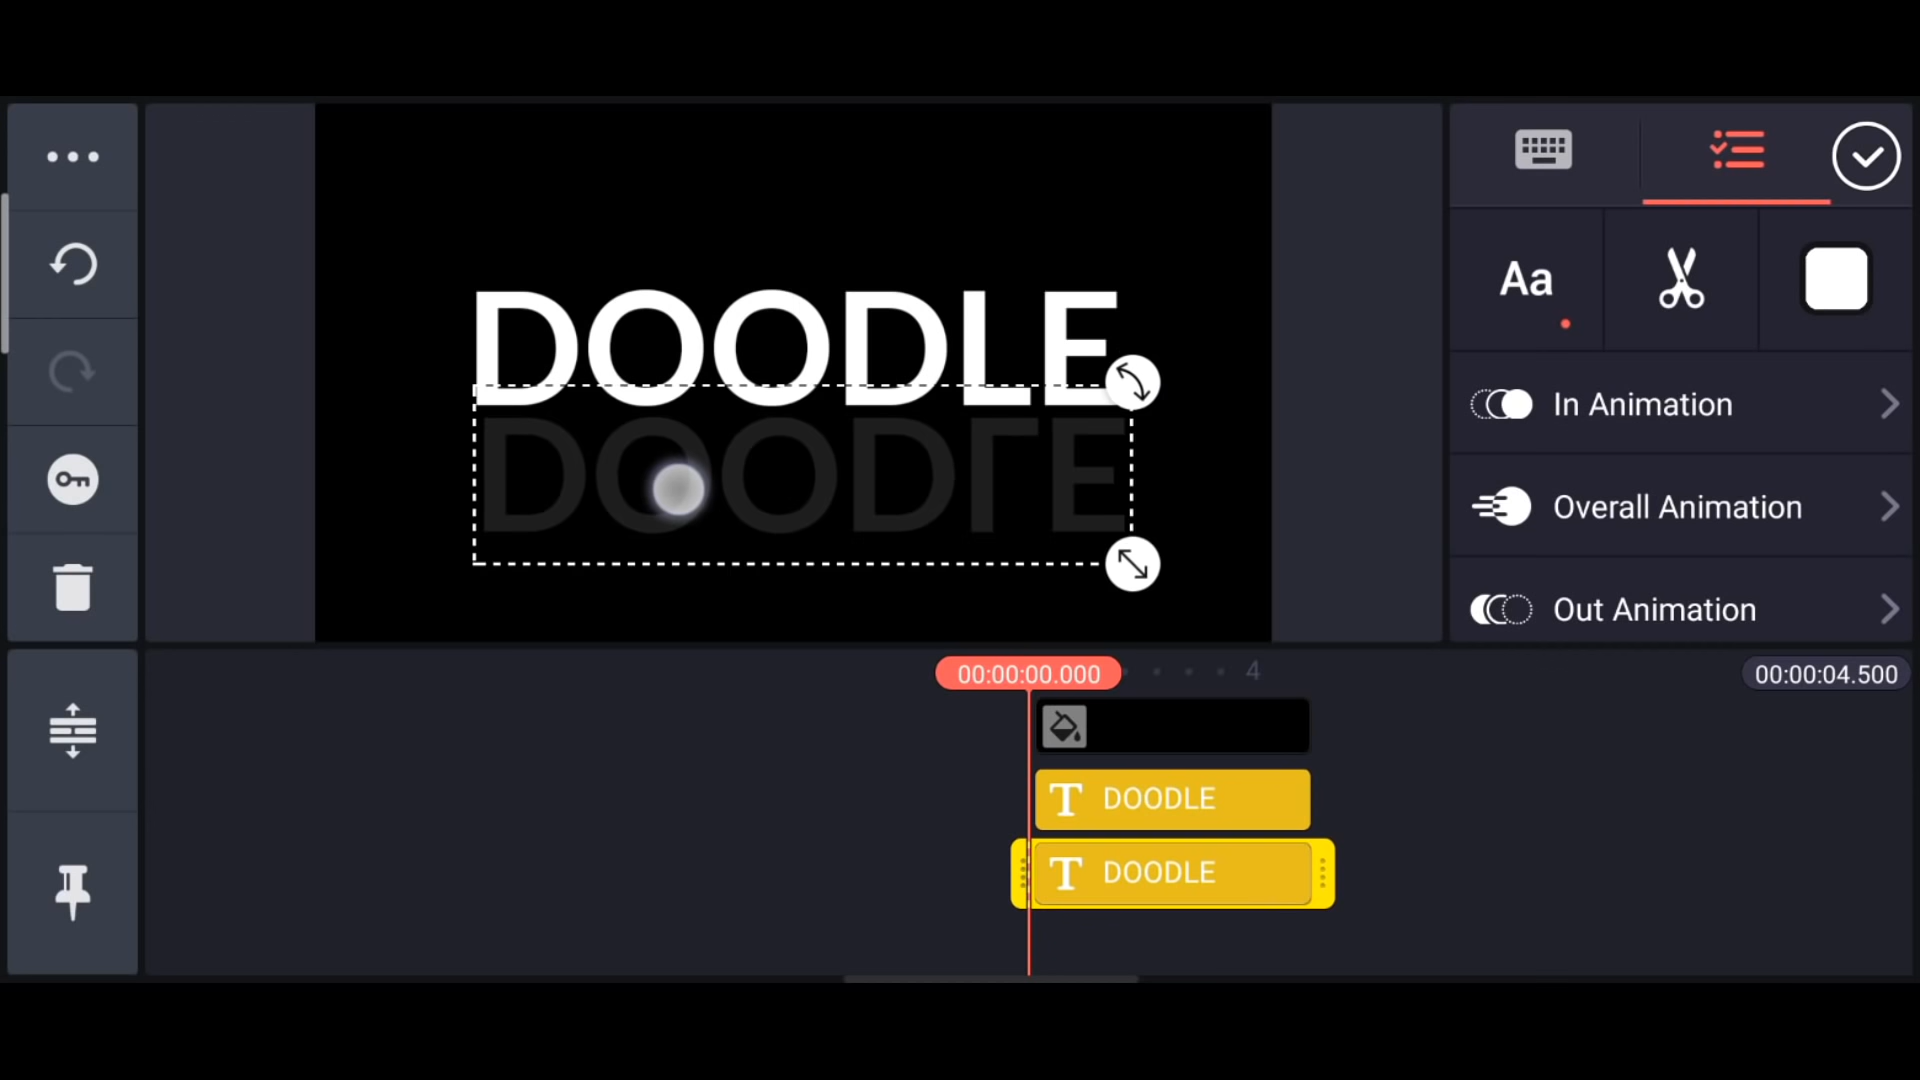 DOODLE
DOODLE
Aa
In Animation
Overall Animation
Out Animation
00:00:00.000
4
00:00:04.500
T DOODLE
T DOODLE